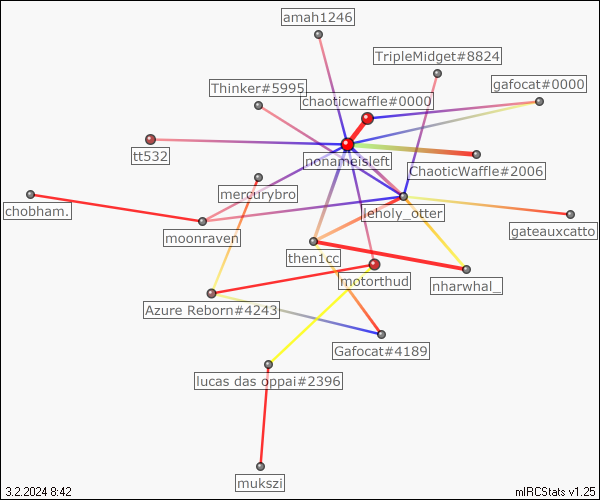 amah1246
TripleMidget#8824
Thinker#5995
gafocat#0000
chaoticwaffle#0000
tt532
nonameisleft
ChaoticWaffle#2006
mercurybro
chobham.
leholy_otter
moonraven
gateauxcatto
then1cc
motorthud
nharwhal_
Azure Reborn#4243
Gafocat#4189
lucas das oppai#2396
mukszi
3.2.2024 8:42
mIRCStats v1.25